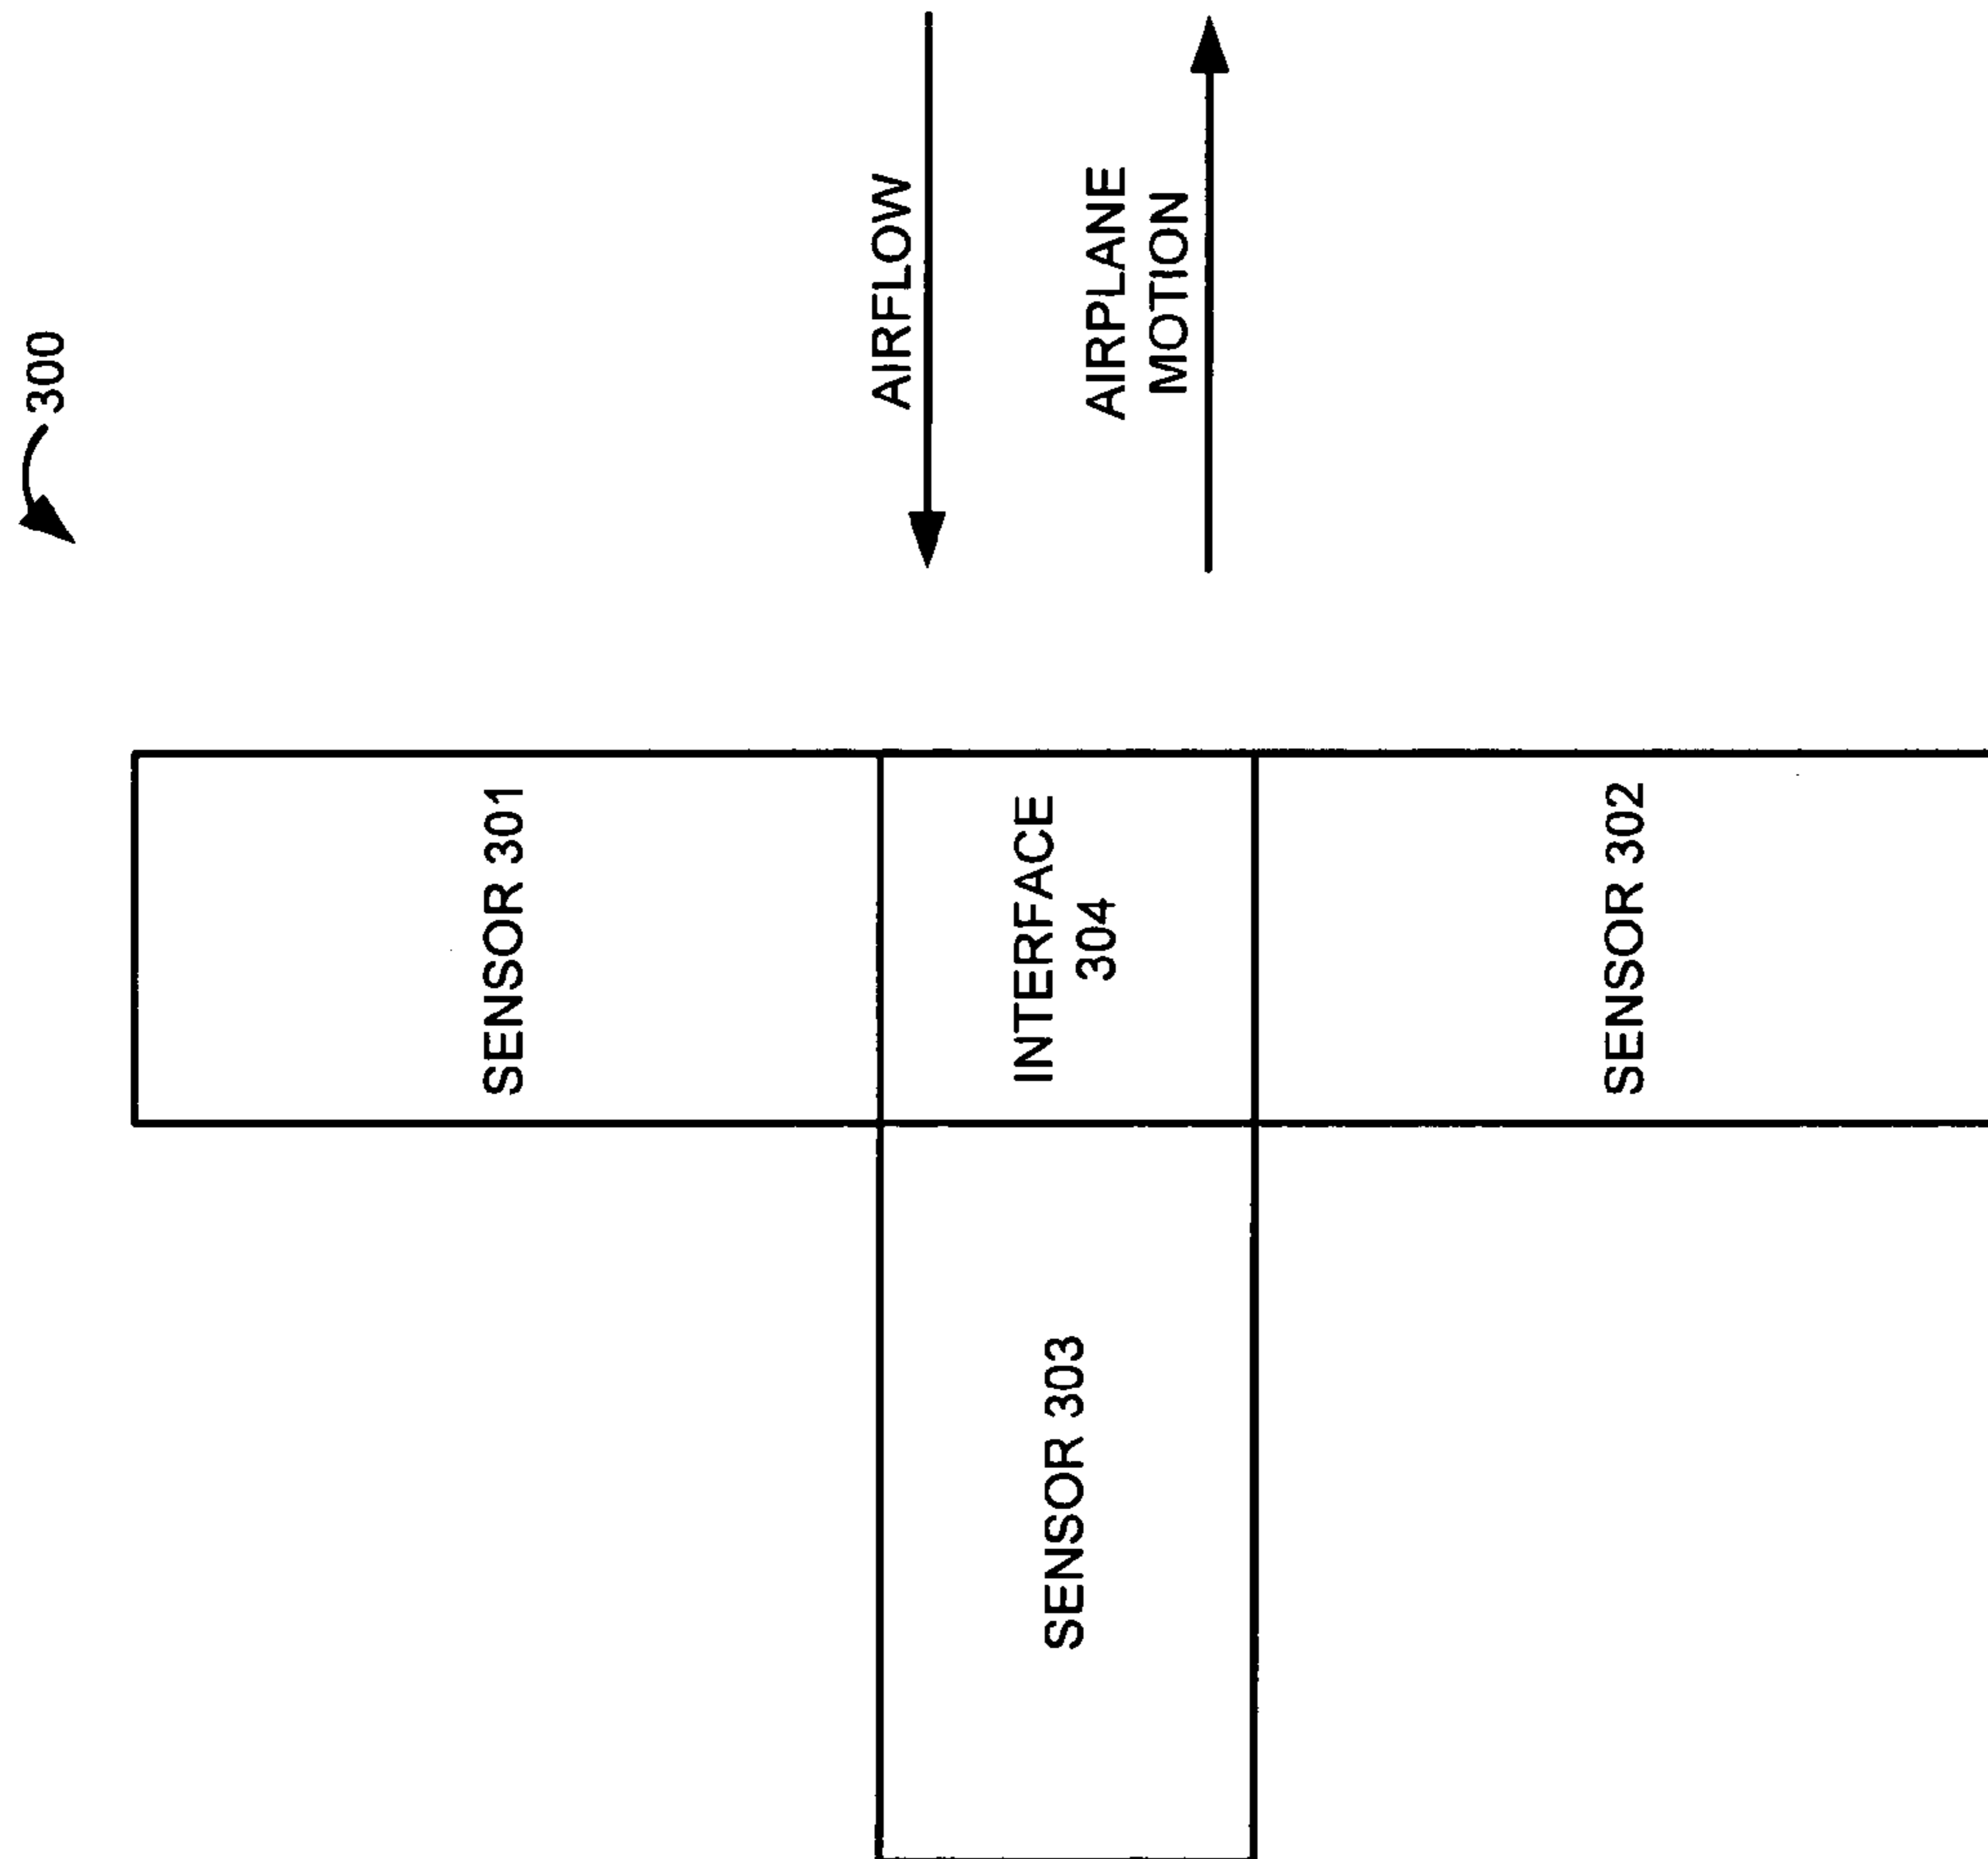 300
AIRFLOW
AIRPLANE
MOTION
SENSOR 301
INTERFACE
304
SENSOR 302
SENSOR 303